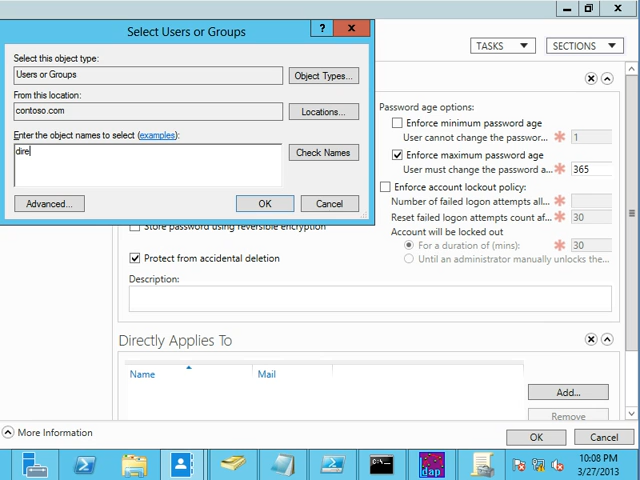 Select Users or Groups
?
Select this object type:
Users or Groups
Object Types...
From this location:
contoso.com
Locations...
Enter the object names to select (examples):
dire
Check Names
Advanced...
OK
Cancel
TASKS
SECTIONS
Password age options:
Enforce minimum password age
User cannot change the passwor...
1
Enforce maximum password age
User must change the password a...
365
Enforce account lockout policy:
Number of failed logon attempts all...
Reset failed logon attempts count af...
30
Account will be locked out
For a duration of (mins):
30
Until an administrator manually unlocks the...
Store password using reversible encryption
Protect from accidental deletion
Description:
Directly Applies To
Name
Mail
Add...
Remove
More Information
OK
Cancel
dap
10:08 PM
3/27/2013